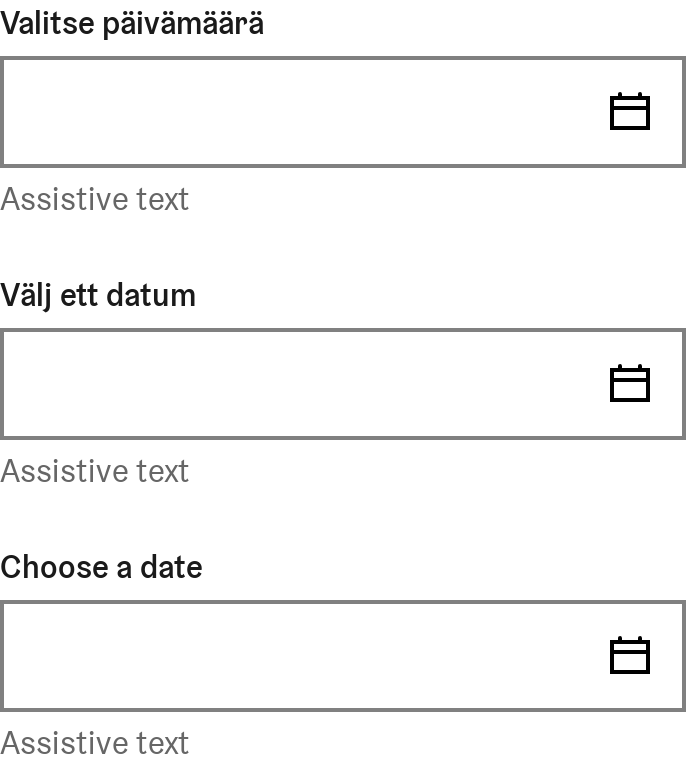 Valitse päivämäärä
Assistive text
Välj ett datum
Assistive text
Choose a date
Assistive text